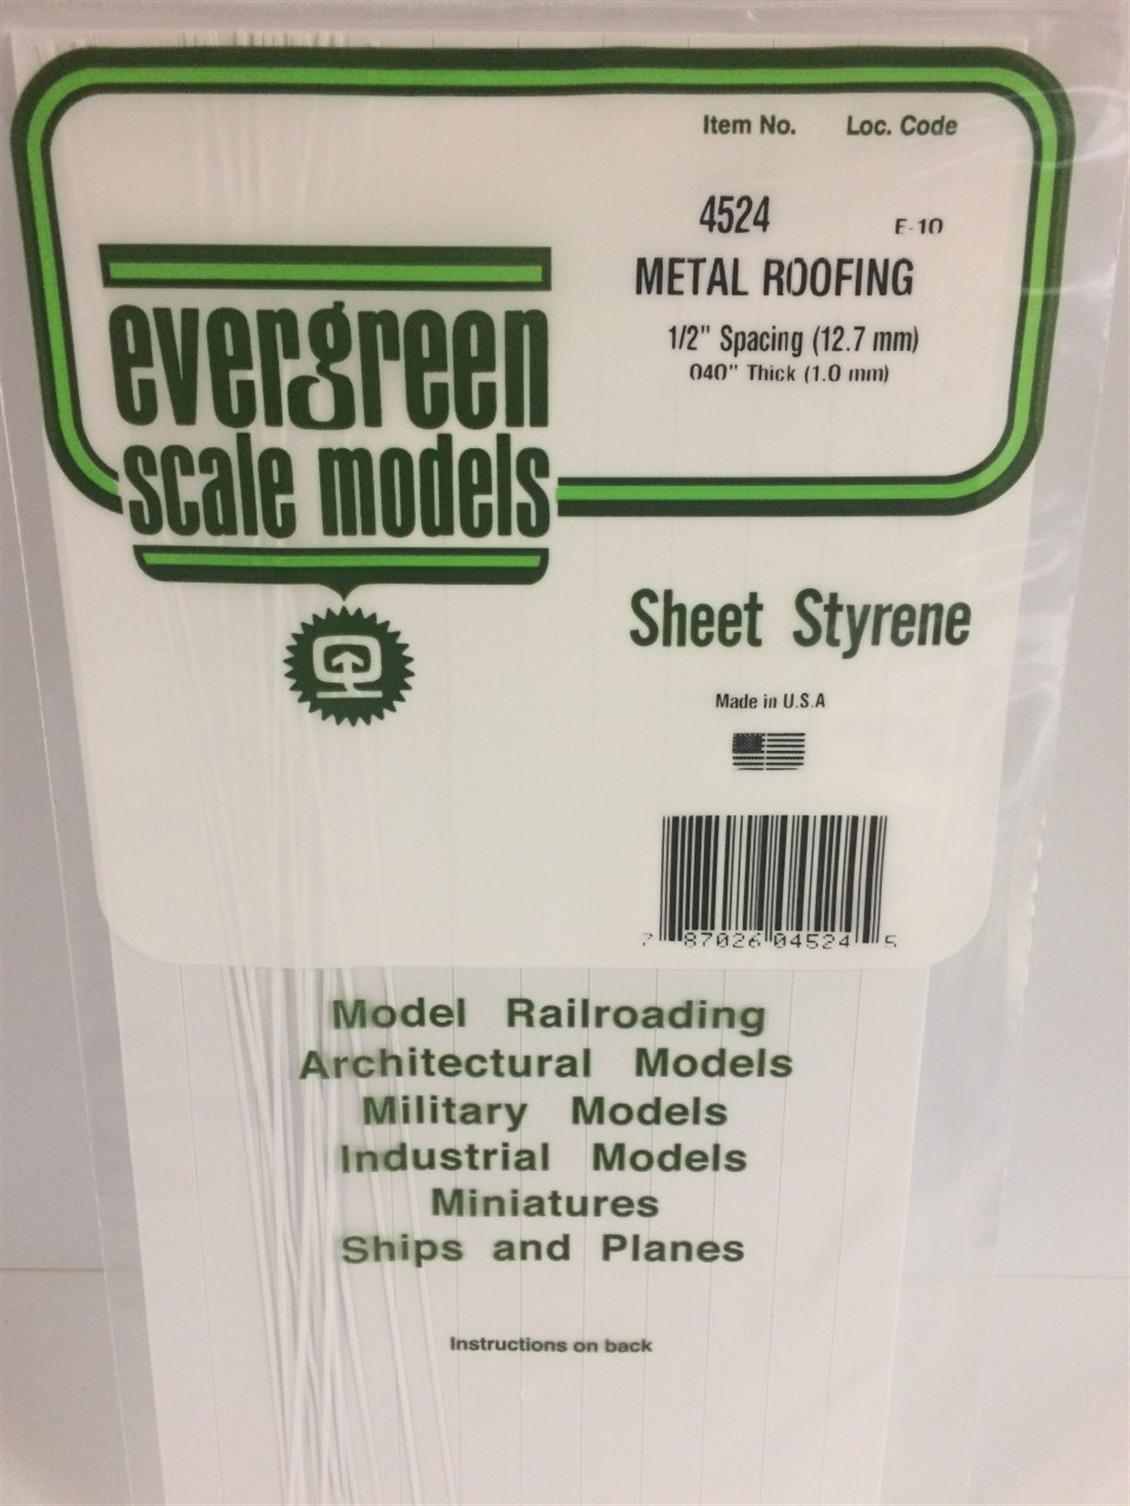 Item No. Loc. Code
4524 E-10
METAL ROOFING
1/2" Spacing (12.7 mm)
.040" Thick (1.0 mm)
evergreen
scale models
Sheet Styrene
Made in U.S.A
7 87026 04524 5
Model Railroading
Architectural Models
Military Models
Industrial Models
Miniatures
Ships and Planes
Instructions on back